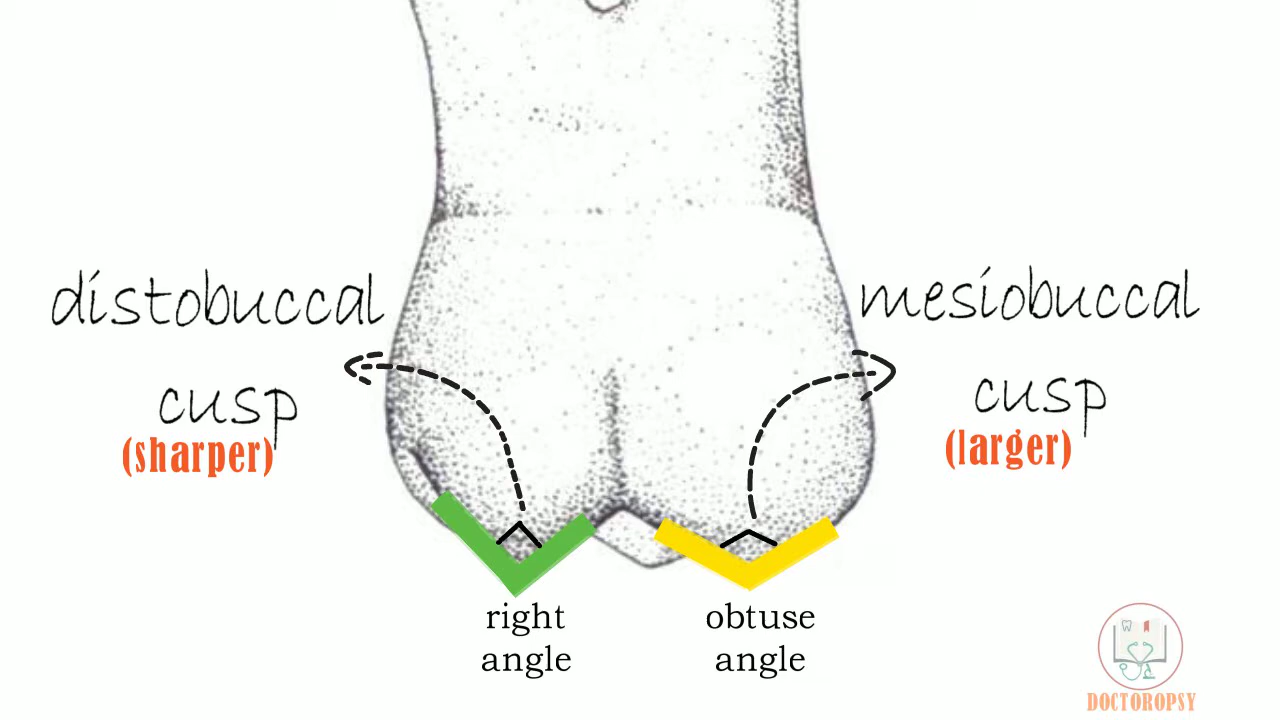 distobuccal
cusp
(sharper)
mesiobuccal
cusp
(larger)
right
angle
obtuse
angle
DOCTOROPSY